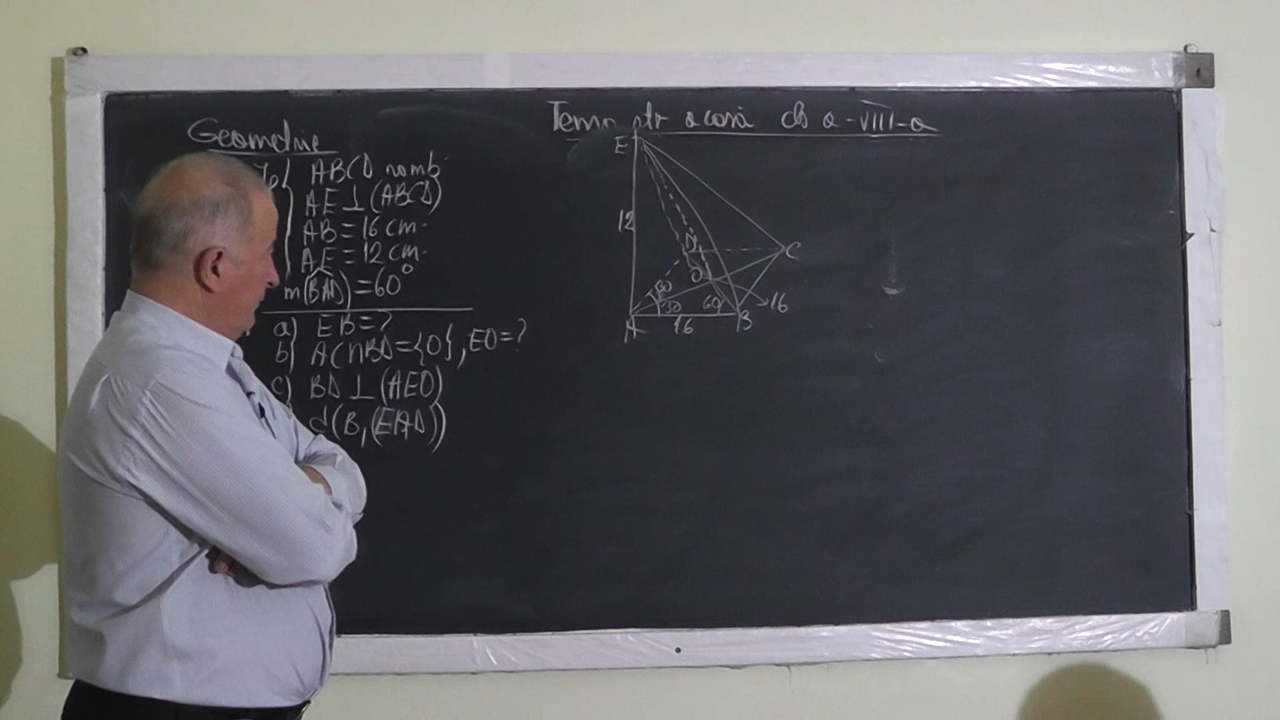 Geometrie
Tema ptr acasă cls a-VIII-a
ABCD romb
AE ⊥ (ABCD)
AB = 16 cm
AE = 12 cm
m(BAD) = 60°
a) EB = ?
b) AC∩BD = {O}, EO = ?
c) BD ⊥ (AEO)
d(B, (EAD))
E
12
D
C
O
60
30
60
16
A
16
B